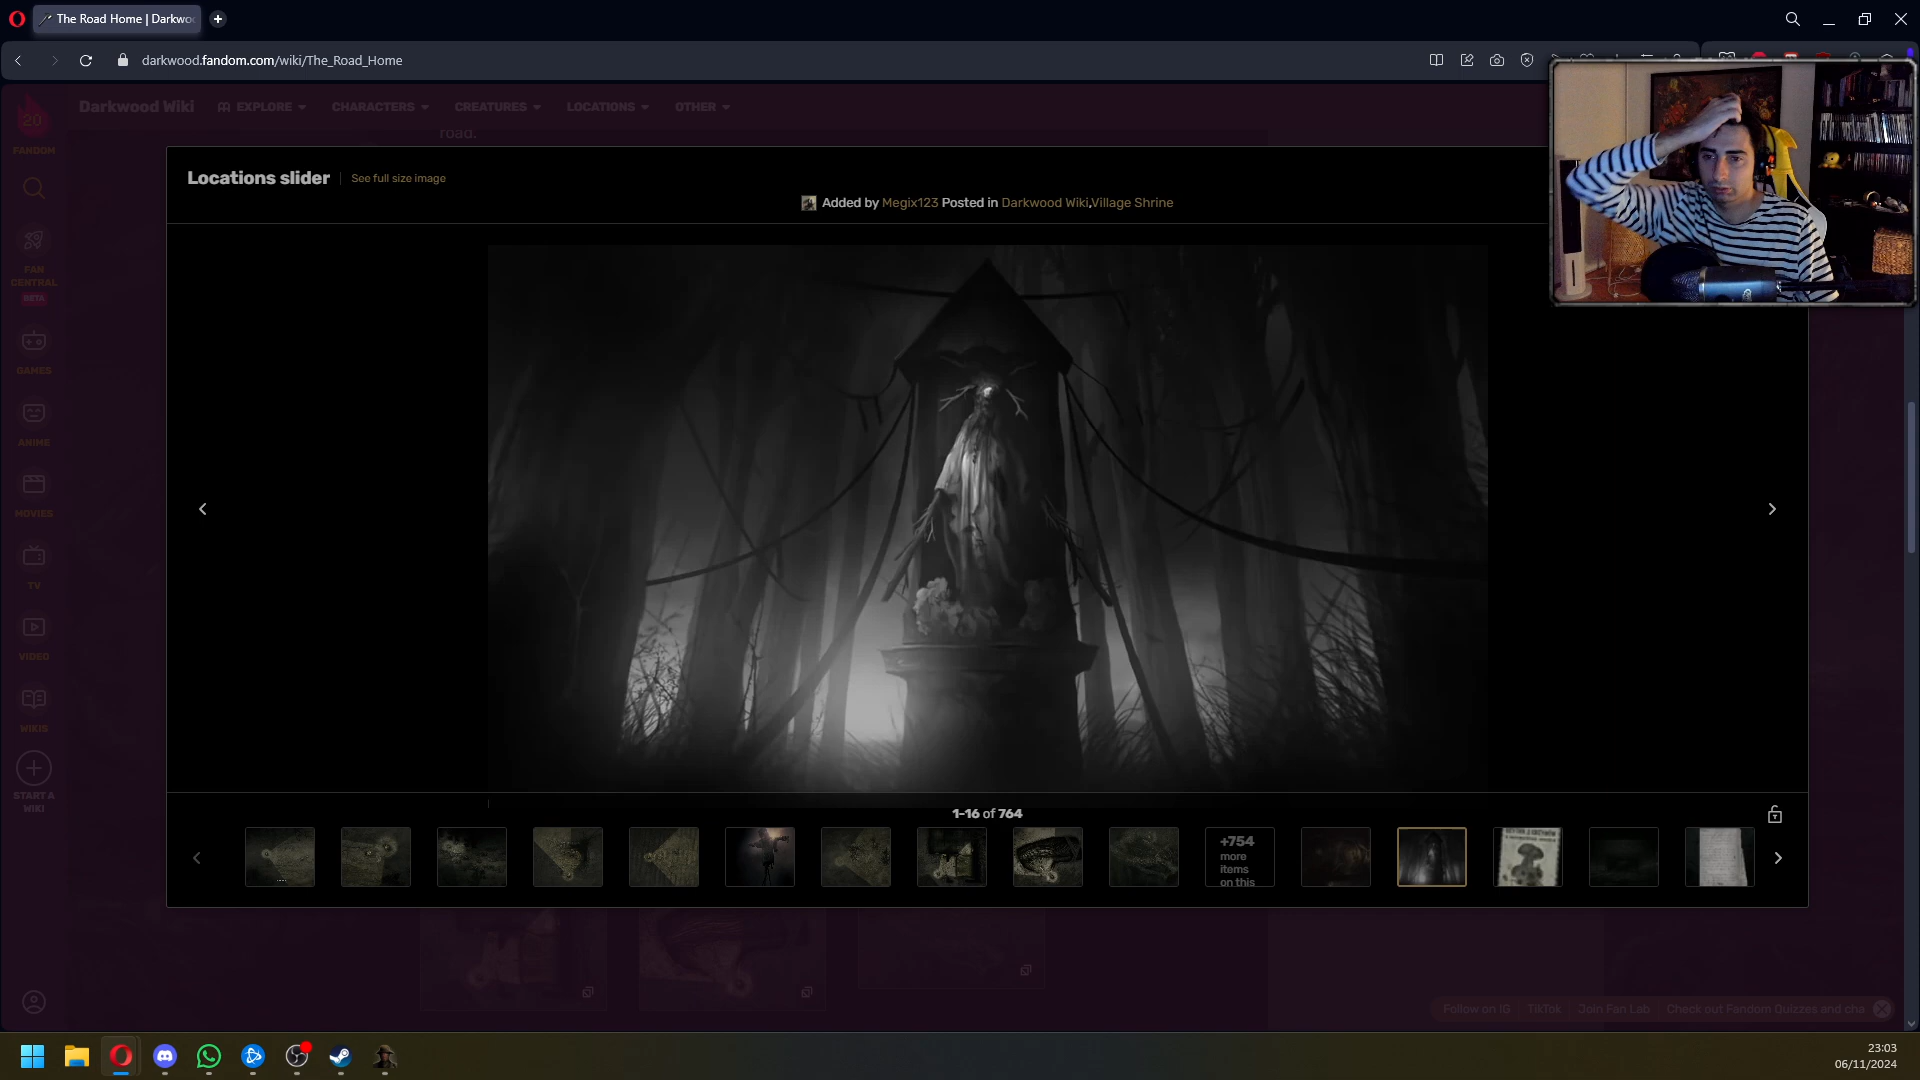 The Road Home | Darkwoo
darkwood.fandom.com/wiki/The_Road_Home
20
FANDOM
FAN
CENTRAL
BETA
GAMES
ANIME
MOVIES
TV
VIDEO
WIKIS
START A
WIKI
Darkwood Wiki
EXPLORE
CHARACTERS
CREATURES
LOCATIONS
OTHER
road.
Locations slider
See full size image
Added by Megix123 Posted in Darkwood Wiki,Village Shrine
1-16 of 764
+754
more
items
on this
Follow on IG
TikTok
Join Fan Lab
Check out Fandom Quizzes and cha
23:03
06/11/2024